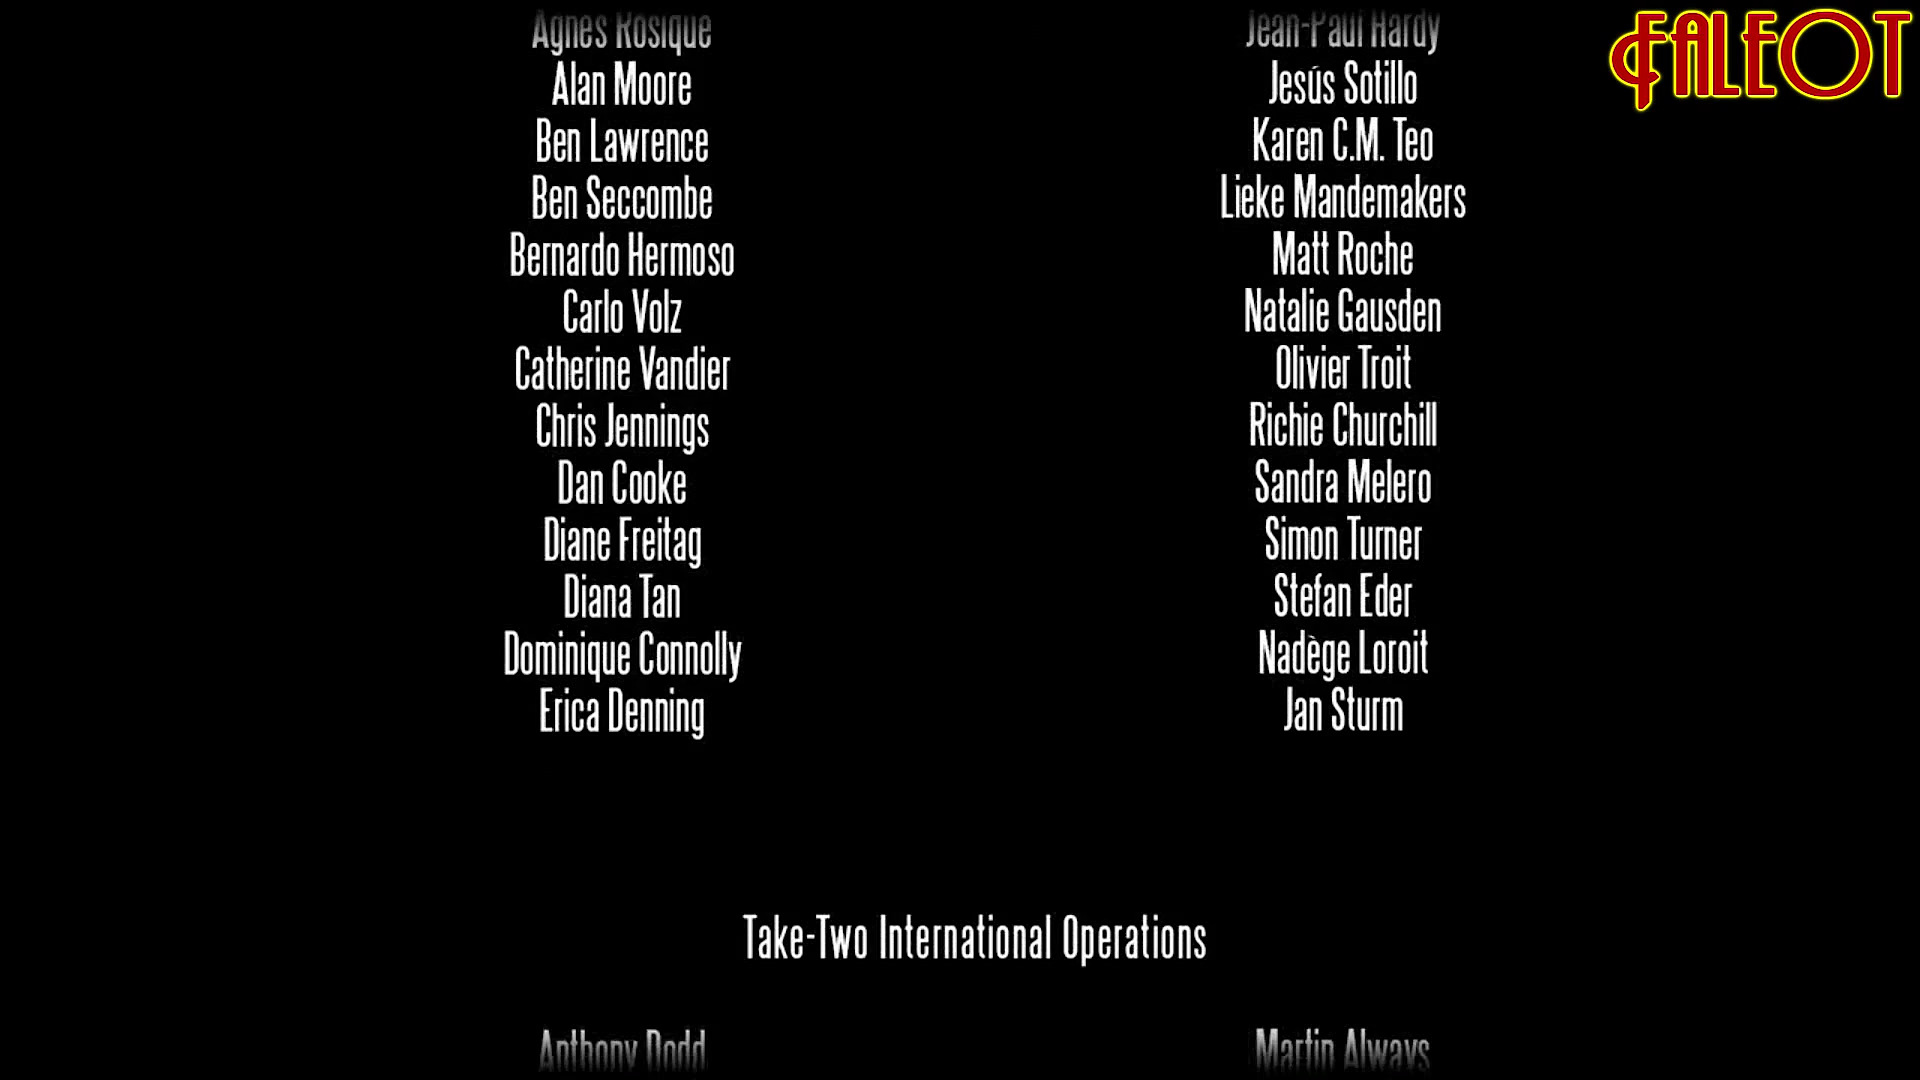 FALEOT
Agnès Rosique
Alan Moore
Ben Lawrence
Ben Seccombe
Bernardo Hermoso
Carlo Volz
Catherine Vandier
Chris Jennings
Dan Cooke
Diane Freitag
Diana Tan
Dominique Connolly
Erica Denning
Jean-Paul Hardy
Jesús Sotillo
Karen C.M. Teo
Lieke Mandemakers
Matt Roche
Natalie Gausden
Olivier Troit
Richie Churchill
Sandra Melero
Simon Turner
Stefan Eder
Nadège Loroit
Jan Sturm
Take-Two International Operations
Anthony Dodd
Martin Always